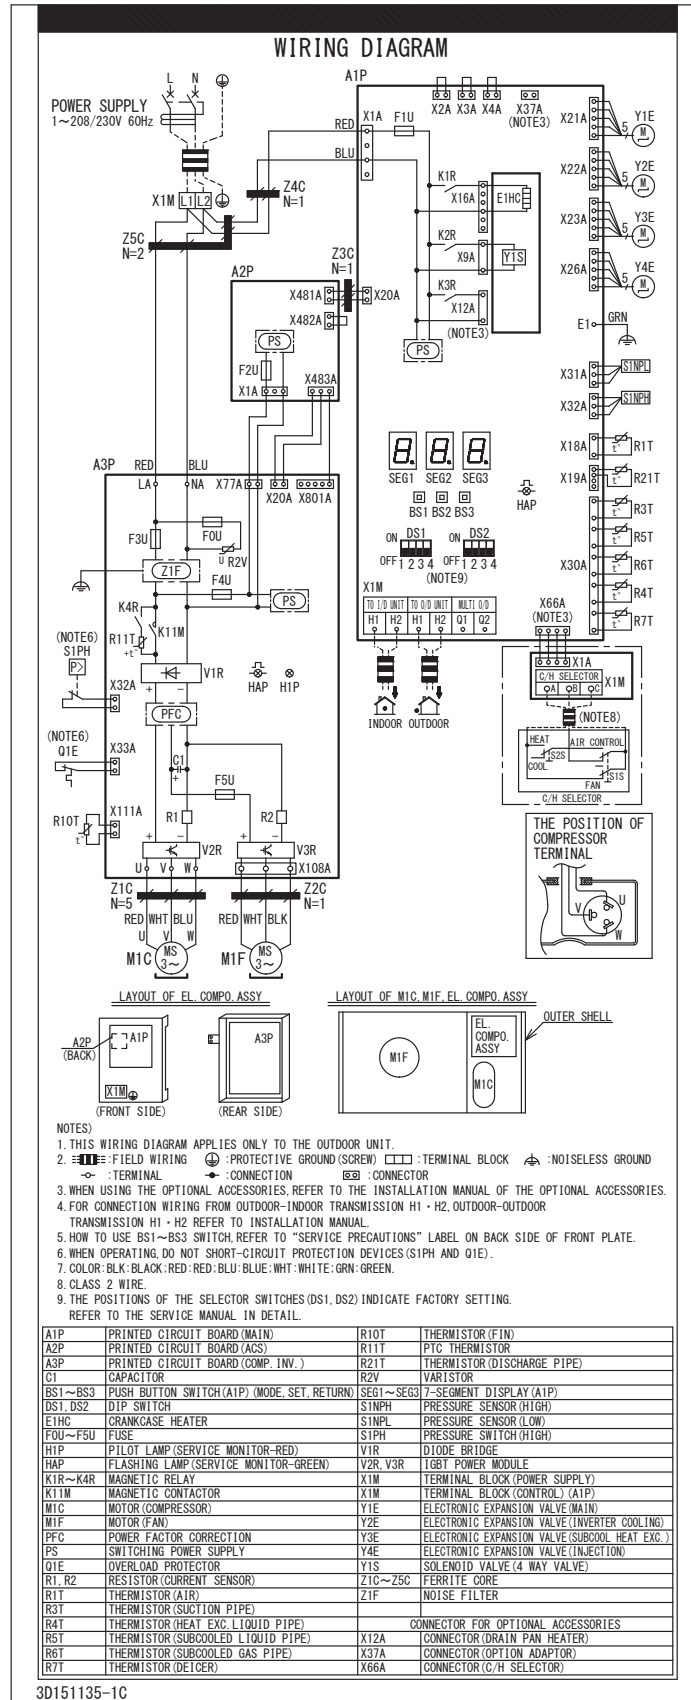 WIRING DIAGRAM
L N
POWER SUPPLY
1～208/230V 60Hz
X1M L1 L2
Z5C
N=2
Z4C
N=1
Z3C
N=1
A1P
X2A X3A X4A X37A
(NOTE3)
X1A F1U
RED
BLU
K1R
X16A
E1HC
K2R
X9A
Y1S
K3R
X12A
(NOTE3)
PS
X21A 5 Y1E
M
X22A 5 Y2E
M
X23A 5 Y3E
M
X26A 5 Y4E
M
E1 GRN
X31A S1NPL
X32A S1NPH
X18A t° R1T
X19A t° R21T
X30A
t° R3T
t° R5T
t° R6T
t° R4T
t° R7T
A2P
X481A X20A
X482A
PS
F2U
X483A
X1A
SEG1 SEG2 SEG3
BS1 BS2 BS3
HAP
ON DS1 ON DS2
OFF 1 2 3 4 OFF 1 2 3 4
(NOTE9)
X1M
TO I/D UNIT TO O/D UNIT MULTI O/D
H1 H2 H1 H2 Q1 Q2
INDOOR OUTDOOR
X66A
(NOTE3)
X1A
C/H SELECTOR
A B C X1M
(NOTE8)
HEAT AIR CONTROL
S2S
COOL S1S
FAN
C/H SELECTOR
A3P RED BLU
LA NA X77A X20A X801A
F3U F0U
U R2V
Z1F F4U
PS
K4R
K11M
R11T
+t°
(NOTE6)
S1PH
P>
X32A
V1R
+ −
HAP H1P
PFC
(NOTE6)
Q1E
X33A
C1
+
F5U
R10T
t°
X111A
R1 R2
+ − + −
V2R V3R
U V W X108A
Z1C
N=5
Z2C
N=1
RED WHT BLU RED WHT BLK
U V W
M1C MS
3～
M1F MS
3～
THE POSITION OF
COMPRESSOR
TERMINAL
U
V
W
LAYOUT OF EL. COMPO. ASSY
A2P
(BACK)
A1P
X1M
(FRONT SIDE)
A3P
(REAR SIDE)
LAYOUT OF M1C, M1F, EL. COMPO. ASSY
M1F
EL.
COMPO.
ASSY
M1C
OUTER SHELL
NOTES)
1. THIS WIRING DIAGRAM APPLIES ONLY TO THE OUTDOOR UNIT.
2. :FIELD WIRING :PROTECTIVE GROUND(SCREW) :TERMINAL BLOCK :NOISELESS GROUND
:TERMINAL :CONNECTION :CONNECTOR
3. WHEN USING THE OPTIONAL ACCESSORIES, REFER TO THE INSTALLATION MANUAL OF THE OPTIONAL ACCESSORIES.
4. FOR CONNECTION WIRING FROM OUTDOOR-INDOOR TRANSMISSION H1・H2, OUTDOOR-OUTDOOR
TRANSMISSION H1・H2 REFER TO INSTALLATION MANUAL.
5. HOW TO USE BS1～BS3 SWITCH, REFER TO “SERVICE PRECAUTIONS” LABEL ON BACK SIDE OF FRONT PLATE.
6. WHEN OPERATING, DO NOT SHORT-CIRCUIT PROTECTION DEVICES(S1PH AND Q1E).
7. COLOR:BLK:BLACK;RED:RED;BLU:BLUE;WHT:WHITE;GRN:GREEN.
8. CLASS 2 WIRE.
9. THE POSITIONS OF THE SELECTOR SWITCHES(DS1, DS2) INDICATE FACTORY SETTING.
REFER TO THE SERVICE MANUAL IN DETAIL.
A1P PRINTED CIRCUIT BOARD(MAIN) R10T THERMISTOR(FIN)
A2P PRINTED CIRCUIT BOARD(ACS) R11T PTC THERMISTOR
A3P PRINTED CIRCUIT BOARD(COMP. INV.) R21T THERMISTOR(DISCHARGE PIPE)
C1 CAPACITOR R2V VARISTOR
BS1～BS3 PUSH BUTTON SWITCH(A1P)(MODE, SET, RETURN) SEG1～SEG3 7-SEGMENT DISPLAY(A1P)
DS1, DS2 DIP SWITCH S1NPH PRESSURE SENSOR(HIGH)
E1HC CRANKCASE HEATER S1NPL PRESSURE SENSOR(LOW)
F0U～F5U FUSE S1PH PRESSURE SWITCH(HIGH)
H1P PILOT LAMP(SERVICE MONITOR-RED) V1R DIODE BRIDGE
HAP FLASHING LAMP(SERVICE MONITOR-GREEN) V2R, V3R IGBT POWER MODULE
K1R～K4R MAGNETIC RELAY X1M TERMINAL BLOCK(POWER SUPPLY)
K11M MAGNETIC CONTACTOR X1M TERMINAL BLOCK(CONTROL)(A1P)
M1C MOTOR(COMPRESSOR) Y1E ELECTRONIC EXPANSION VALVE(MAIN)
M1F MOTOR(FAN) Y2E ELECTRONIC EXPANSION VALVE(INVERTER COOLING)
PFC POWER FACTOR CORRECTION Y3E ELECTRONIC EXPANSION VALVE(SUBCOOL HEAT EXC.)
PS SWITCHING POWER SUPPLY Y4E ELECTRONIC EXPANSION VALVE(INJECTION)
Q1E OVERLOAD PROTECTOR Y1S SOLENOID VALVE(4 WAY VALVE)
R1, R2 RESISTOR(CURRENT SENSOR) Z1C～Z5C FERRITE CORE
R1T THERMISTOR(AIR) Z1F NOISE FILTER
R3T THERMISTOR(SUCTION PIPE)
R4T THERMISTOR(HEAT EXC. LIQUID PIPE) CONNECTOR FOR OPTIONAL ACCESSORIES
R5T THERMISTOR(SUBCOOLED LIQUID PIPE) X12A CONNECTOR(DRAIN PAN HEATER)
R6T THERMISTOR(SUBCOOLED GAS PIPE) X37A CONNECTOR(OPTION ADAPTOR)
R7T THERMISTOR(DEICER) X66A CONNECTOR(C/H SELECTOR)
3D151135-1C